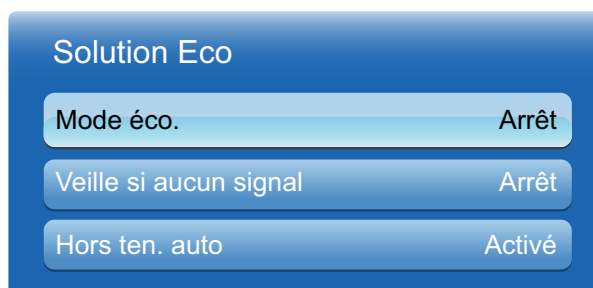 Solution Eco
Mode éco. Arrêt
Veille si aucun signal Arrêt
Hors ten. auto Activé